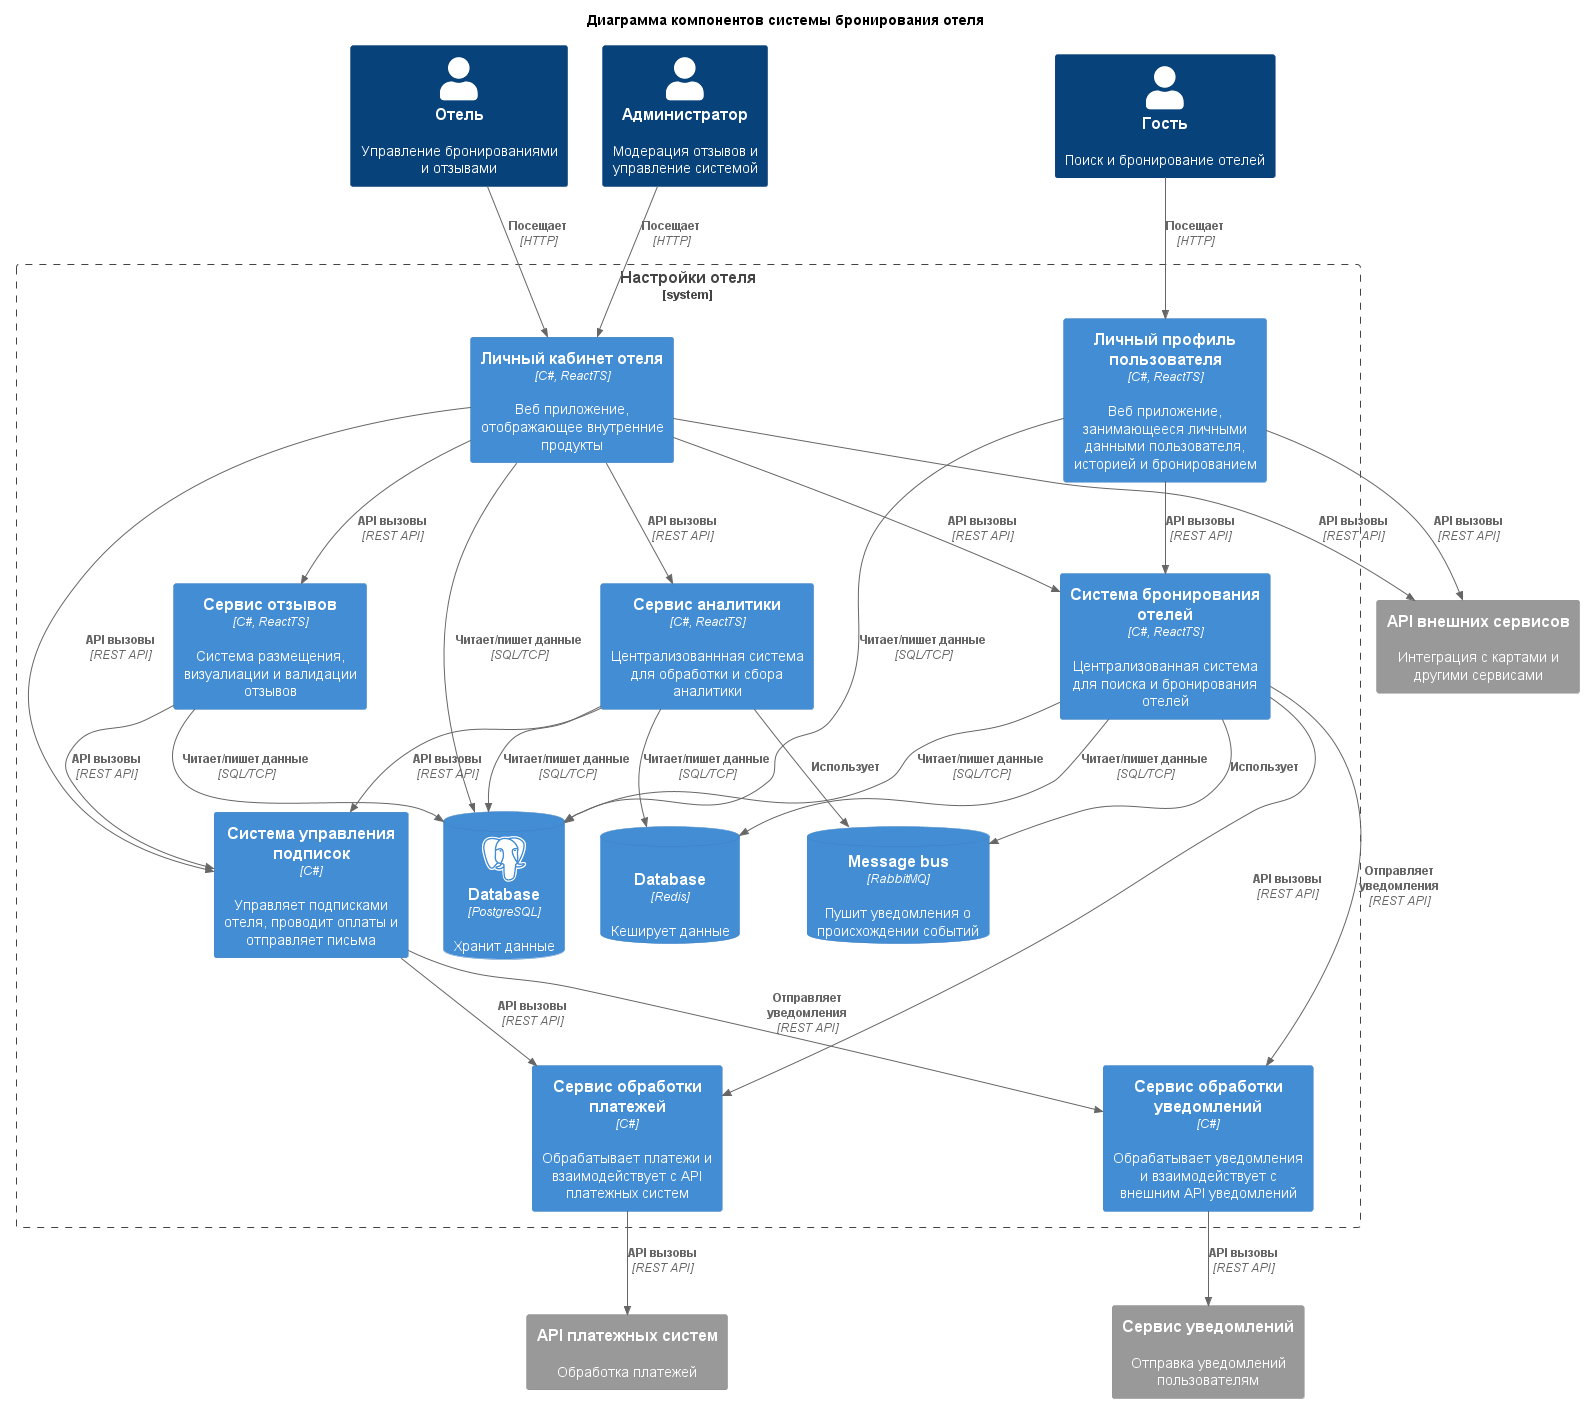 Диаграмма компонентов системы бронирования отеля
Отель
Управление бронированиями
и отзывами
Администратор
Модерация отзывов и
управление системой
Гость
Поиск и бронирование отелей
Посещает
[HTTP]
Посещает
[HTTP]
Посещает
[HTTP]
Настройки отеля
[system]
Личный кабинет отеля
[C#, ReactTS]
Веб приложение,
отображающее внутренние
продукты
Личный профиль
пользователя
[C#, ReactTS]
Веб приложение,
занимающееся личными
данными пользователя,
историей и бронированием
API вызовы
[REST API]
API вызовы
[REST API]
API вызовы
[REST API]
API вызовы
[REST API]
API вызовы
[REST API]
API вызовы
[REST API]
Сервис отзывов
[C#, ReactTS]
Система размещения,
визуалиации и валидации
отзывов
Сервис аналитики
[C#, ReactTS]
Централизованнная система
для обработки и сбора
аналитики
Система бронирования
отелей
[C#, ReactTS]
Централизованная система
для поиска и бронирования
отелей
API внешних сервисов
Интеграция с картами и
другими сервисами
API вызовы
[REST API]
Читает/пишет данные
[SQL/TCP]
Читает/пишет данные
[SQL/TCP]
API вызовы
[REST API]
Читает/пишет данные
[SQL/TCP]
API вызовы
[REST API]
Читает/пишет данные
[SQL/TCP]
Читает/пишет данные
[SQL/TCP]
Использует
Читает/пишет данные
[SQL/TCP]
Читает/пишет данные
[SQL/TCP]
Использует
Система управления
подписок
[C#]
Управляет подписками
отеля, проводит оплаты и
отправляет письма
Database
[PostgreSQL]
Хранит данные
Database
[Redis]
Кеширует данные
Message bus
[RabbitMQ]
Пушит уведомления о
происхождении событий
API вызовы
[REST API]
Отправляет
уведомления
[REST API]
API вызовы
[REST API]
Отправляет
уведомления
[REST API]
Сервис обработки
платежей
[C#]
Обрабатывает платежи и
взаимодействует с API
платежных систем
Сервис обработки
уведомлений
[C#]
Обрабатывает уведомления
и взаимодействует с
внешним API уведомлений
API вызовы
[REST API]
API вызовы
[REST API]
API платежных систем
Обработка платежей
Сервис уведомлений
Отправка уведомлений
пользователям